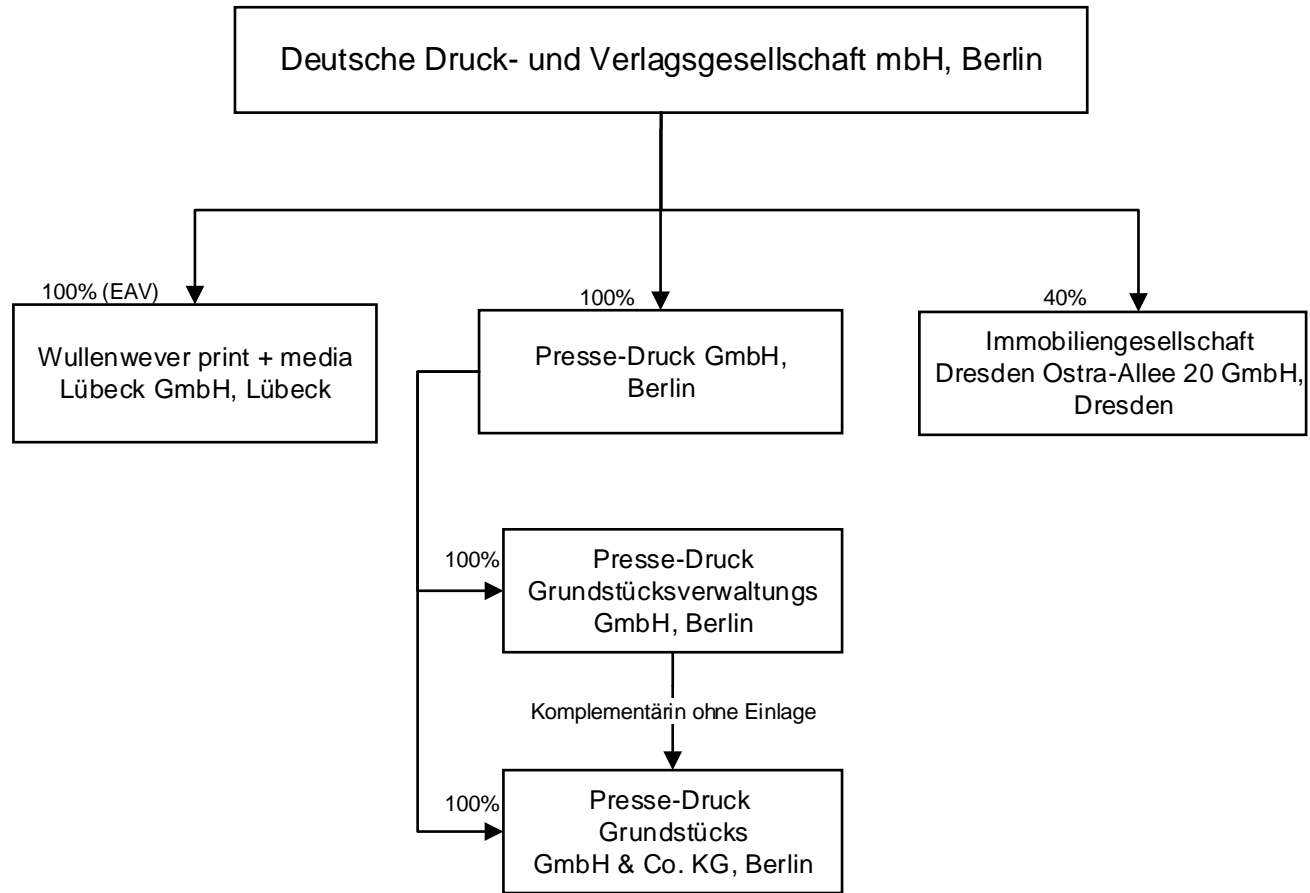 Deutsche Druck- und Verlagsgesellschaft mbH, Berlin
100% (EAV)
Wullenwever print + media
Lübeck GmbH, Lübeck
100%
Presse-Druck GmbH,
Berlin
40%
Immobiliengesellschaft
Dresden Ostra-Allee 20 GmbH,
Dresden
100%
Presse-Druck
Grundstücksverwaltungs
GmbH, Berlin
Komplementärin ohne Einlage
100%
Presse-Druck
Grundstücks
GmbH & Co. KG, Berlin